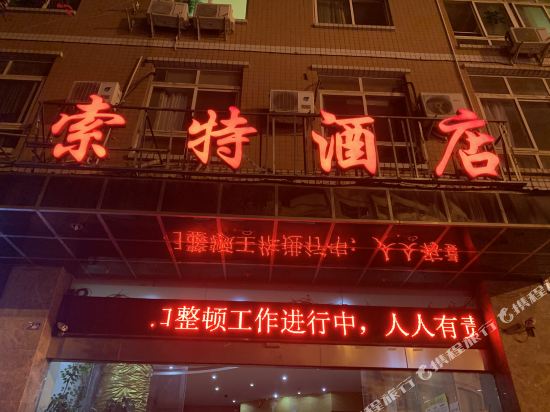 索特酒店
整顿工作进行中，人人有责
携程旅行